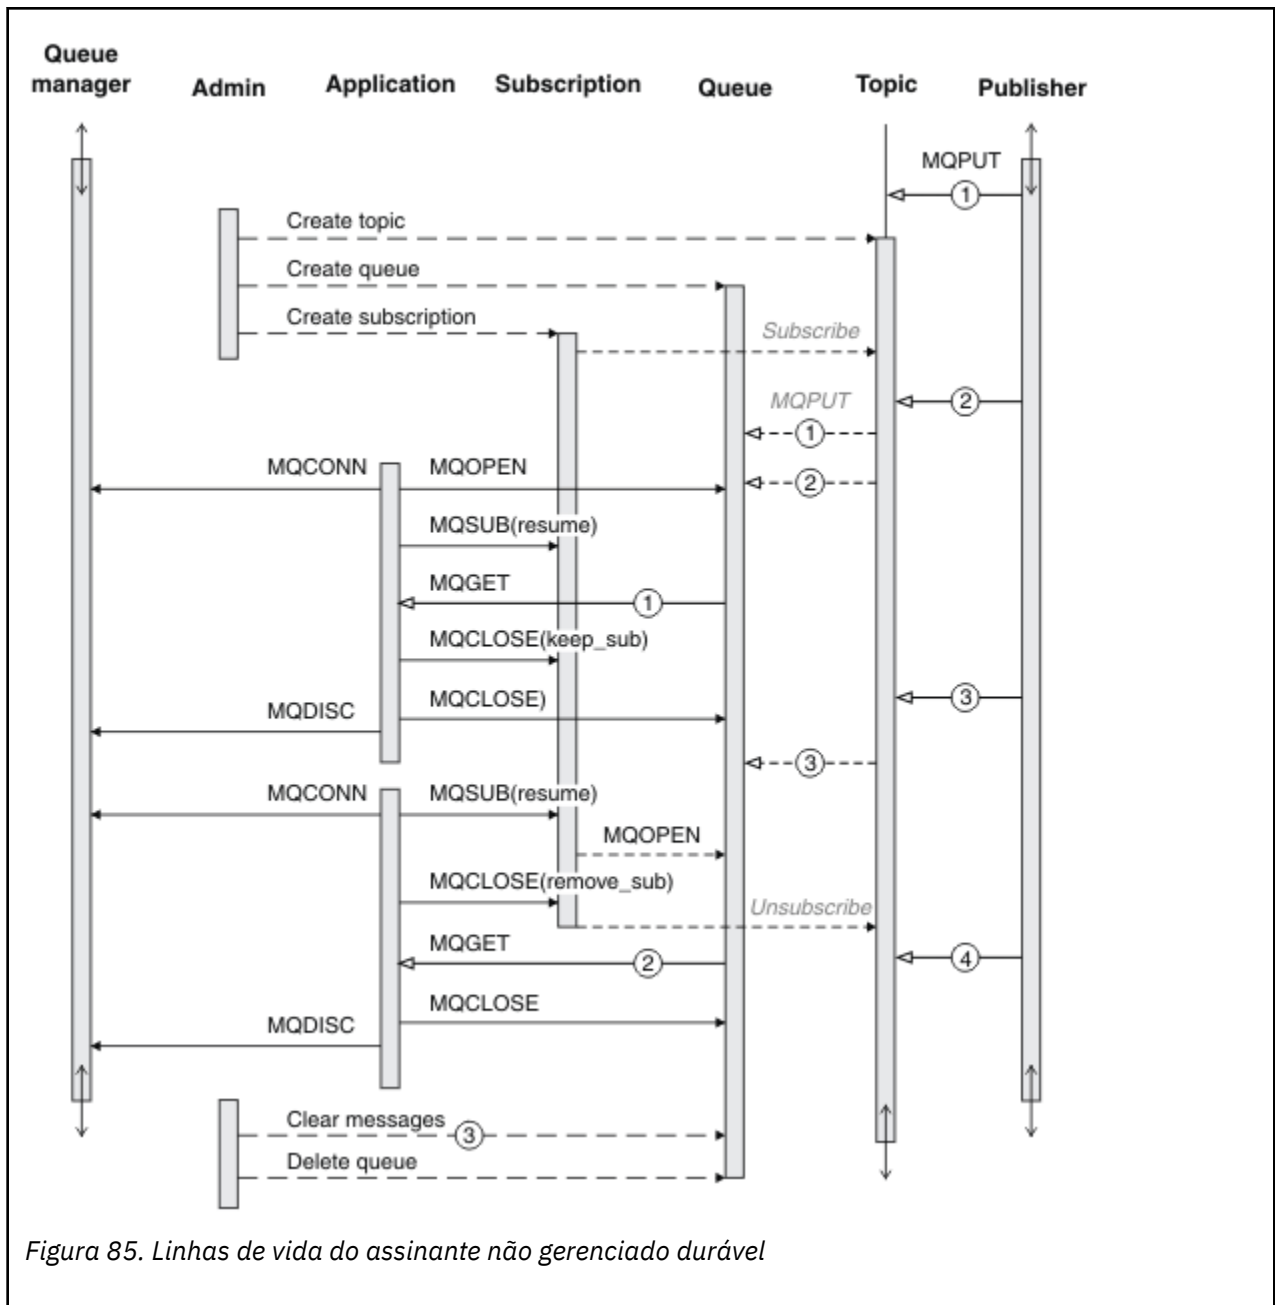 Queue
manager
Admin
Application
Subscription
Queue
Topic
Publisher
MQPUT
1
Create topic
Create queue
Create subscription
Subscribe
MQPUT
2
1
MQCONN
MQOPEN
2
MQSUB(resume)
MQGET
1
MQCLOSE(keep_sub)
MQCLOSE)
3
MQDISC
3
MQCONN
MQSUB(resume)
MQOPEN
MQCLOSE(remove_sub)
Unsubscribe
MQGET
2
4
MQCLOSE
MQDISC
Clear messages
3
Delete queue
Figura 85. Linhas de vida do assinante não gerenciado durável